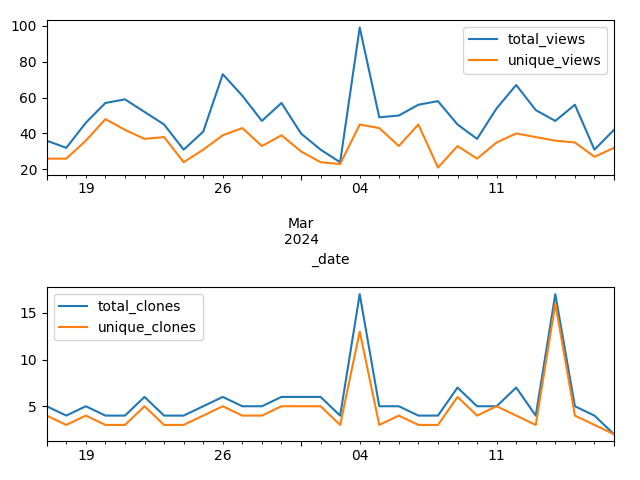 100
80
60
40
20
total_views
unique_views
19
26
04
11
Mar
2024
_date
15
10
5
total_clones
unique_clones
19
26
04
11